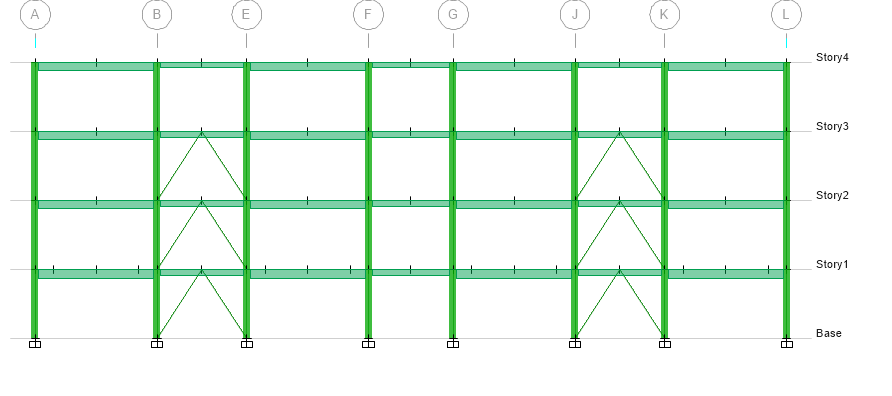 A B E F G J K L
Story4
Story3
Story2
Story1
Base